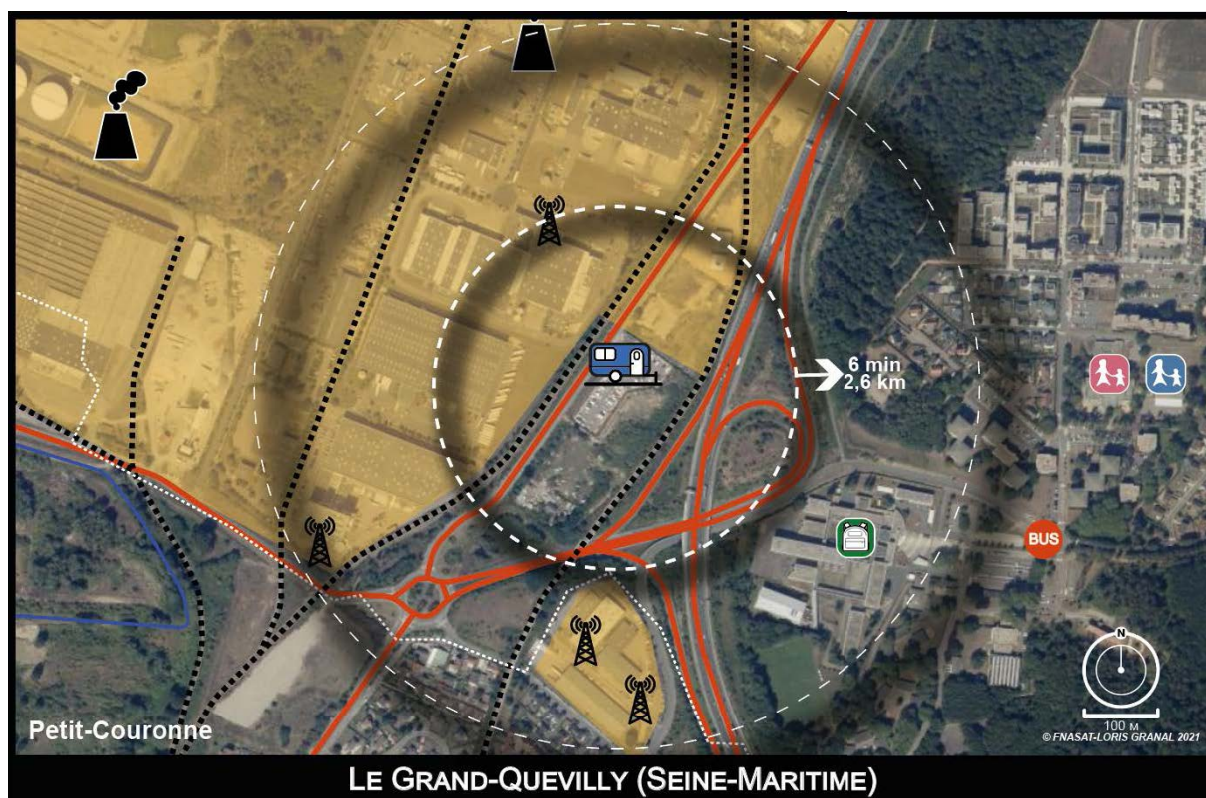 6 min
2,6 km
BUS
N
100 M
Petit-Couronne
© FNASAT-LORIS GRANAL 2021
LE GRAND-QUEVILLY (SEINE-MARITIME)